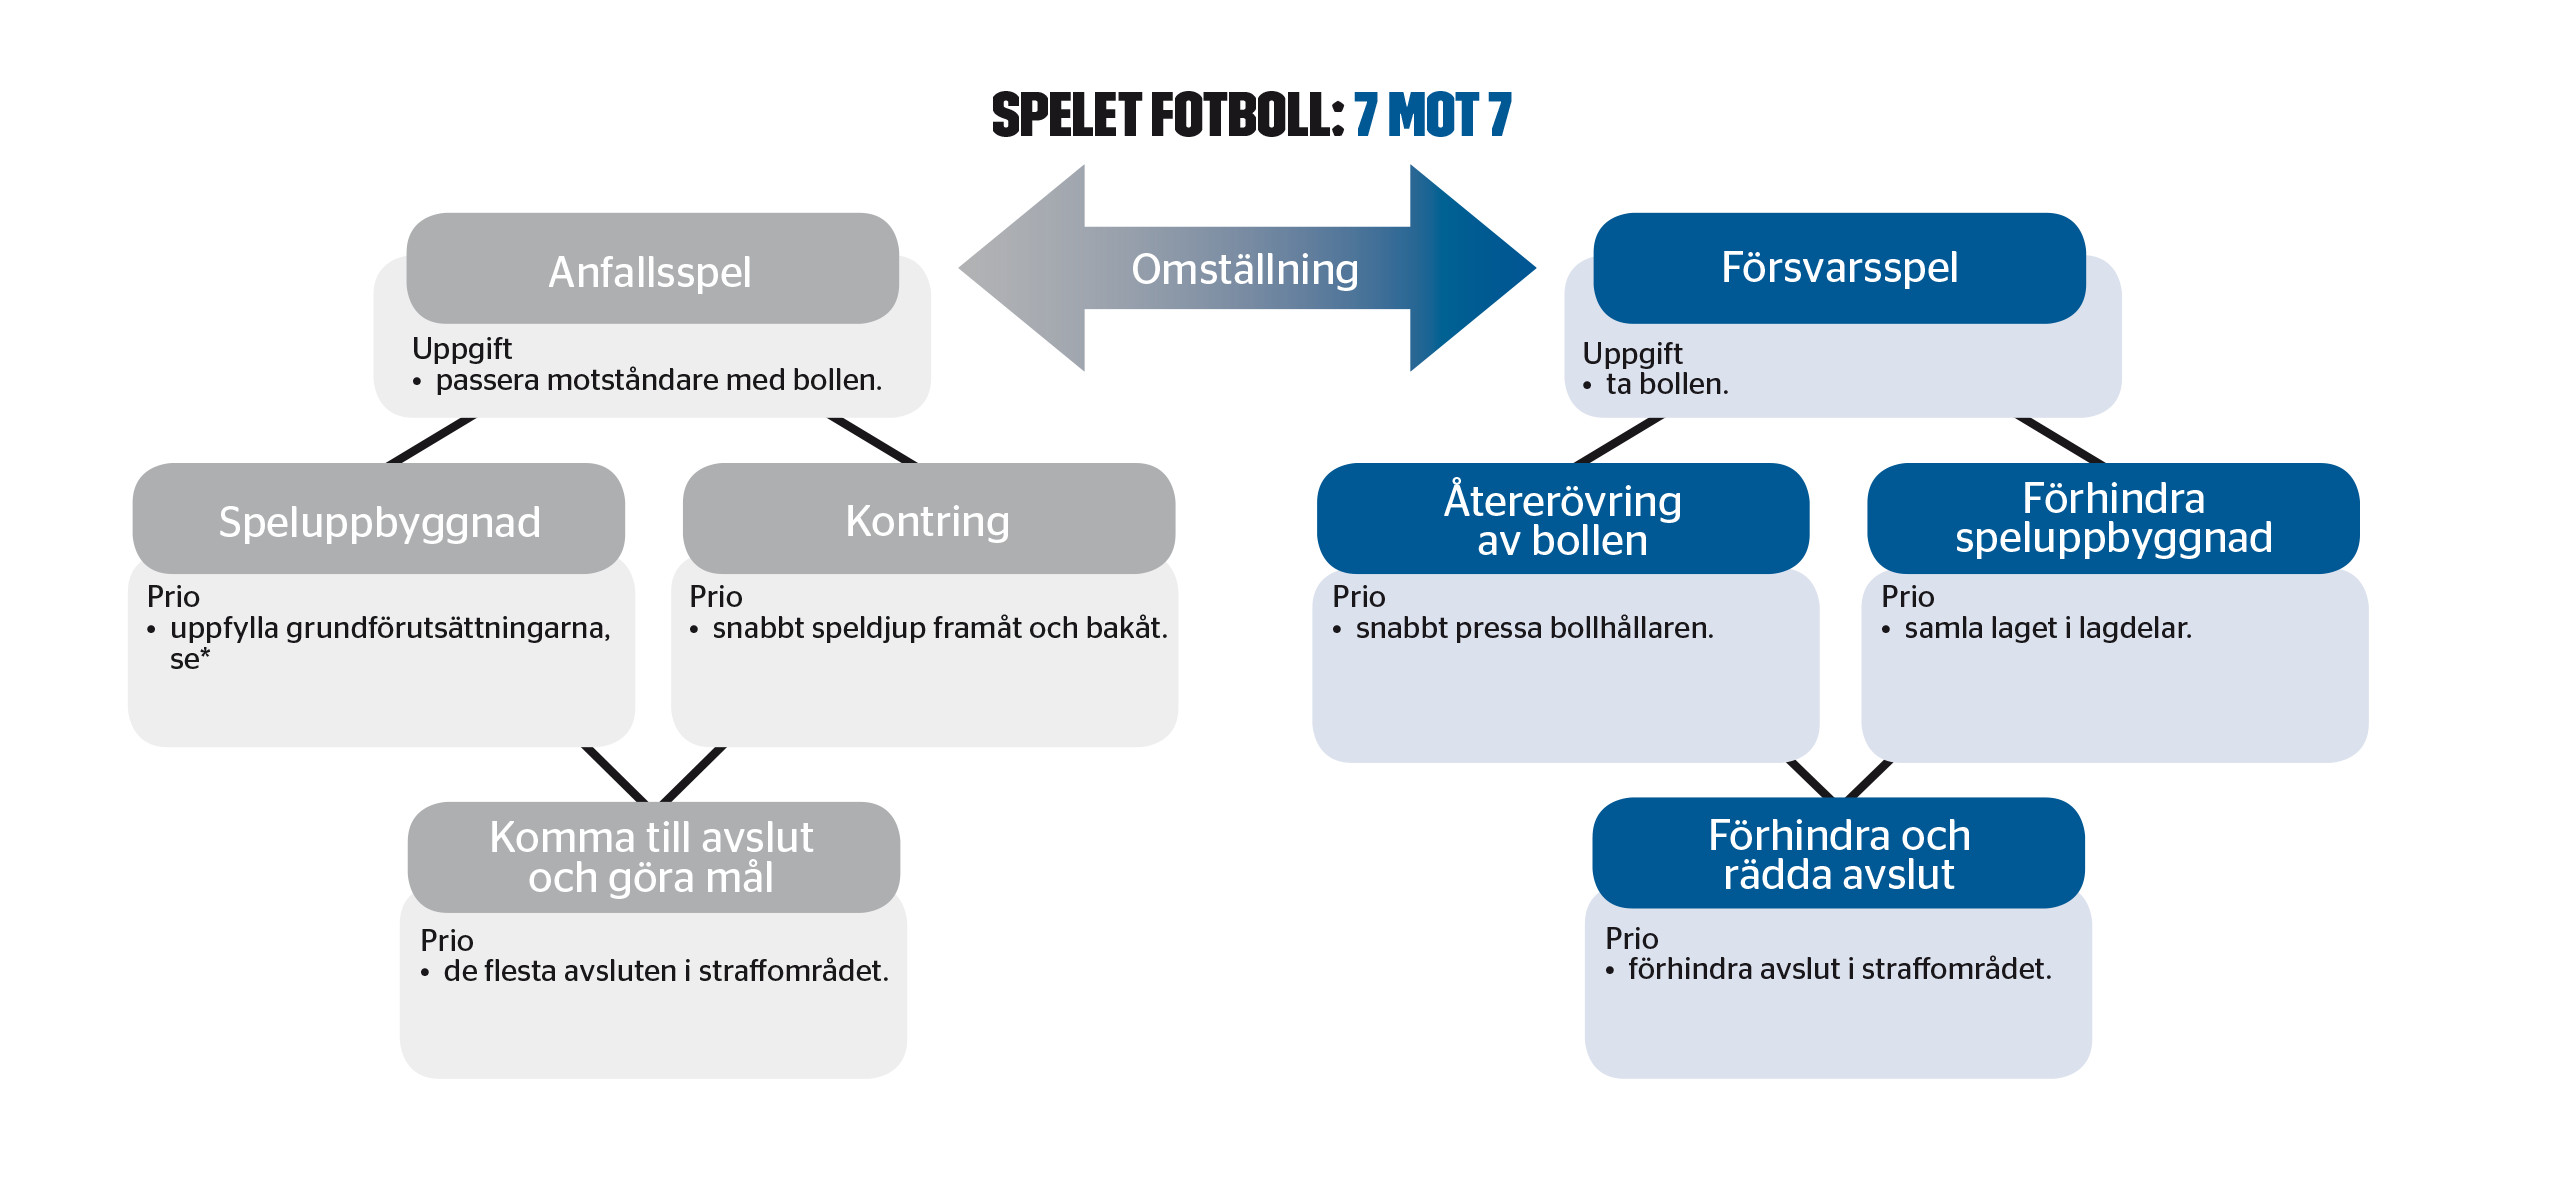 SPELET FOTBOLL: 7 MOT 7
Omställning
Anfallsspel
Uppgift
• passera motståndare med bollen.
Speluppbyggnad
Prio
• uppfylla grundförutsättningarna,
se*
Kontring
Prio
• snabbt speldjup framåt och bakåt.
Komma till avslut
och göra mål
Prio
• de flesta avsluten i straffområdet.
Försvarsspel
Uppgift
• ta bollen.
Återerövring
av bollen
Prio
• snabbt pressa bollhållaren.
Förhindra
speluppbyggnad
Prio
• samla laget i lagdelar.
Förhindra och
rädda avslut
Prio
• förhindra avslut i straffområdet.